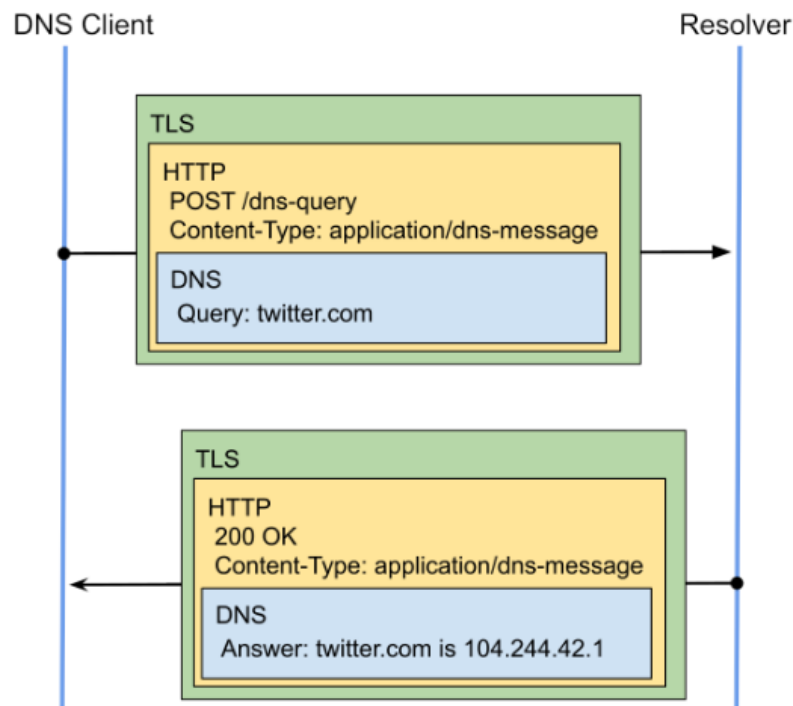 DNS Client
Resolver
TLS
HTTP
POST /dns-query
Content-Type: application/dns-message
DNS
Query: twitter.com
TLS
HTTP
200 OK
Content-Type: application/dns-message
DNS
Answer: twitter.com is 104.244.42.1